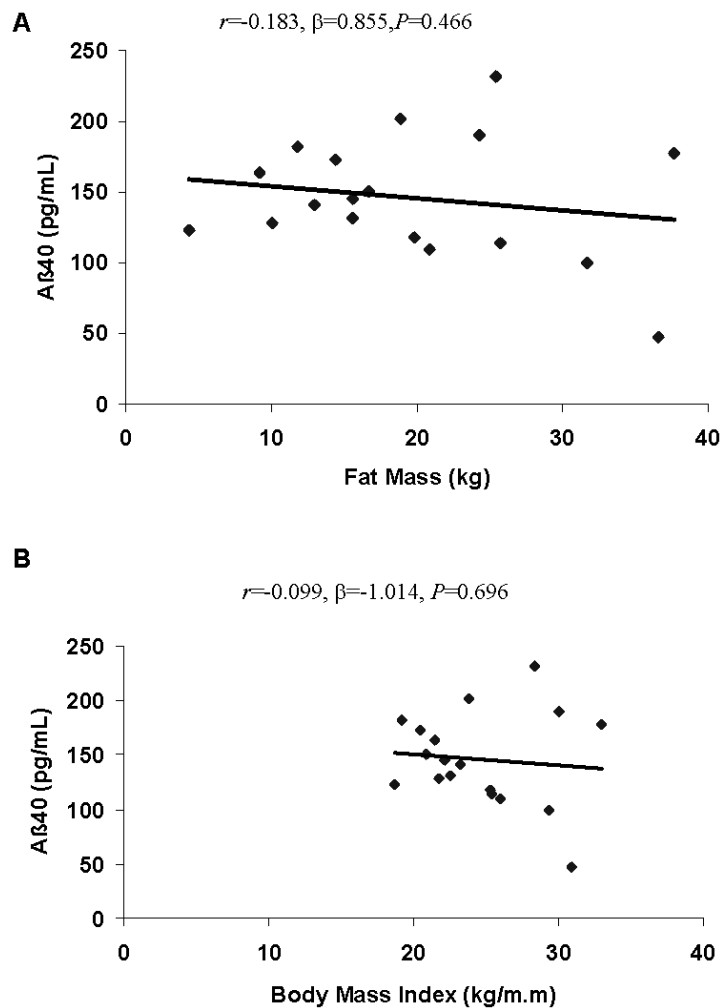 A
r=-0.183, β=0.855,P=0.466
250
200
150
100
50
0
Aß40 (pg/mL)
0 10 20 30 40
Fat Mass (kg)
B
r=-0.099, β=-1.014, P=0.696
250
200
150
100
50
0
Aß40 (pg/mL)
0 10 20 30 40
Body Mass Index (kg/m.m)